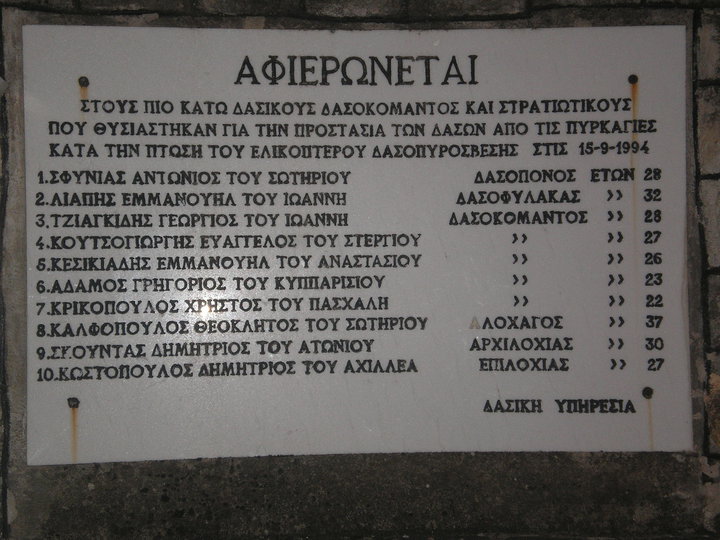 ΑΦΙΕΡΩΝΕΤΑΙ
ΣΤΟΥΣ ΠΙΟ ΚΑΤΩ ΔΑΣΙΚΟΥΣ ΔΑΣΟΚΟΜΑΝΤΟΣ ΚΑΙ ΣΤΡΑΤΙΩΤΙΚΟΥΣ
ΠΟΥ ΘΥΣΙΑΣΤΗΚΑΝ ΓΙΑ ΤΗΝ ΠΡΟΣΤΑΣΙΑ ΤΩΝ ΔΑΣΩΝ ΑΠΟ ΤΙΣ ΠΥΡΚΑΓΙΕΣ
ΚΑΤΑ ΤΗΝ ΠΤΩΣΗ ΤΟΥ ΕΛΙΚΟΠΤΕΡΟΥ ΔΑΣΟΠΥΡΟΣΒΕΣΗΣ ΣΤΙΣ 15-9-1994
1.ΣΦΥΝΙΑΣ ΑΝΤΩΝΙΟΣ ΤΟΥ ΣΩΤΗΡΙΟΥ ΔΑΣΟΠΟΝΟΣ ΕΤΩΝ 28
2.ΛΙΑΠΗΣ ΕΜΜΑΝΟΥΗΛ ΤΟΥ ΙΩΑΝΝΗ ΔΑΣΟΦΥΛΑΚΑΣ ›› 32
3.ΤΖΙΑΓΚΙΔΗΣ ΓΕΩΡΓΙΟΣ ΤΟΥ ΙΩΑΝΝΗ ΔΑΣΟΚΟΜΑΝΤΟΣ ›› 28
4.ΚΟΥΤΣΟΓΙΩΡΓΗΣ ΕΥΑΓΓΕΛΟΣ ΤΟΥ ΣΤΕΡΓΙΟΥ ›› ›› 27
5.ΚΕΣΙΚΙΑΔΗΣ ΕΜΜΑΝΟΥΗΛ ΤΟΥ ΑΝΑΣΤΑΣΙΟΥ ›› ›› 26
6.ΑΔΑΜΟΣ ΓΡΗΓΟΡΙΟΣ ΤΟΥ ΚΥΠΠΑΡΙΣΙΟΥ ›› ›› 23
7.ΚΡΙΚΟΠΟΥΛΟΣ ΧΡΗΣΤΟΣ ΤΟΥ ΠΑΣΧΑΛΗ ›› ›› 22
8.ΚΑΛΦΟΠΟΥΛΟΣ ΘΕΟΚΛΗΤΟΣ ΤΟΥ ΣΩΤΗΡΙΟΥ ΛΟΧΑΓΟΣ ›› 37
9.ΣΚΟΥΝΤΑΣ ΔΗΜΗΤΡΙΟΣ ΤΟΥ ΑΤΩΝΙΟΥ ΑΡΧΙΛΟΧΙΑΣ ›› 30
10.ΚΩΣΤΟΠΟΥΛΟΣ ΔΗΜΗΤΡΙΟΣ ΤΟΥ ΑΧΙΛΛΕΑ ΕΠΙΛΟΧΙΑΣ ›› 27
ΔΑΣΙΚΗ ΥΠΗΡΕΣΙΑ